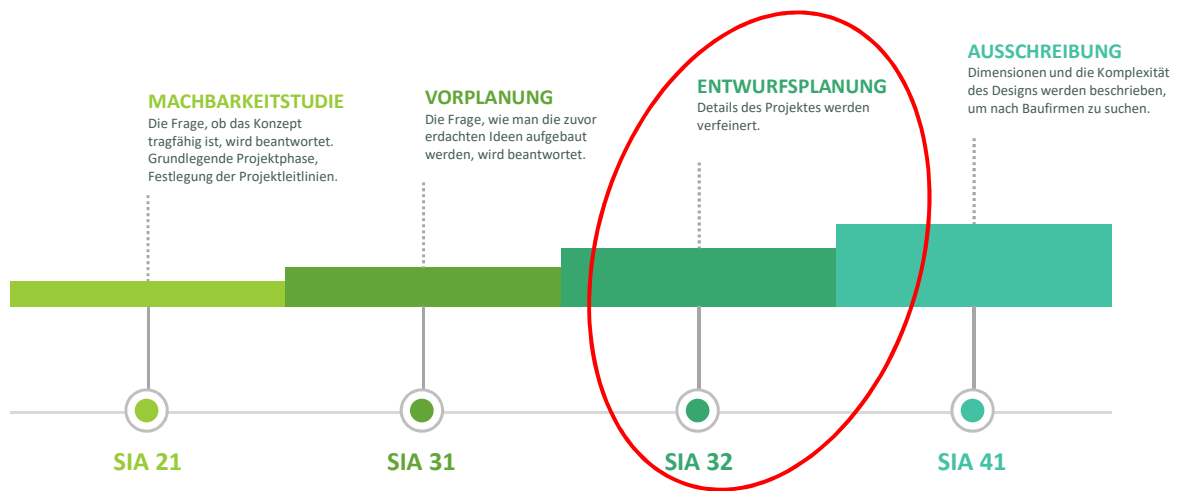 MACHBARKEITSTUDIE
Die Frage, ob das Konzept
tragfähig ist, wird beantwortet.
Grundlegende Projektphase,
Festlegung der Projektleitlinien.
VORPLANUNG
Die Frage, wie man die zuvor
erdachten Ideen aufgebaut
werden, wird beantwortet.
ENTWURFSPLANUNG
Details des Projektes werden
verfeinert.
AUSSCHREIBUNG
Dimensionen und die Komplexität
des Designs werden beschrieben,
um nach Baufirmen zu suchen.
SIA 21
SIA 31
SIA 32
SIA 41